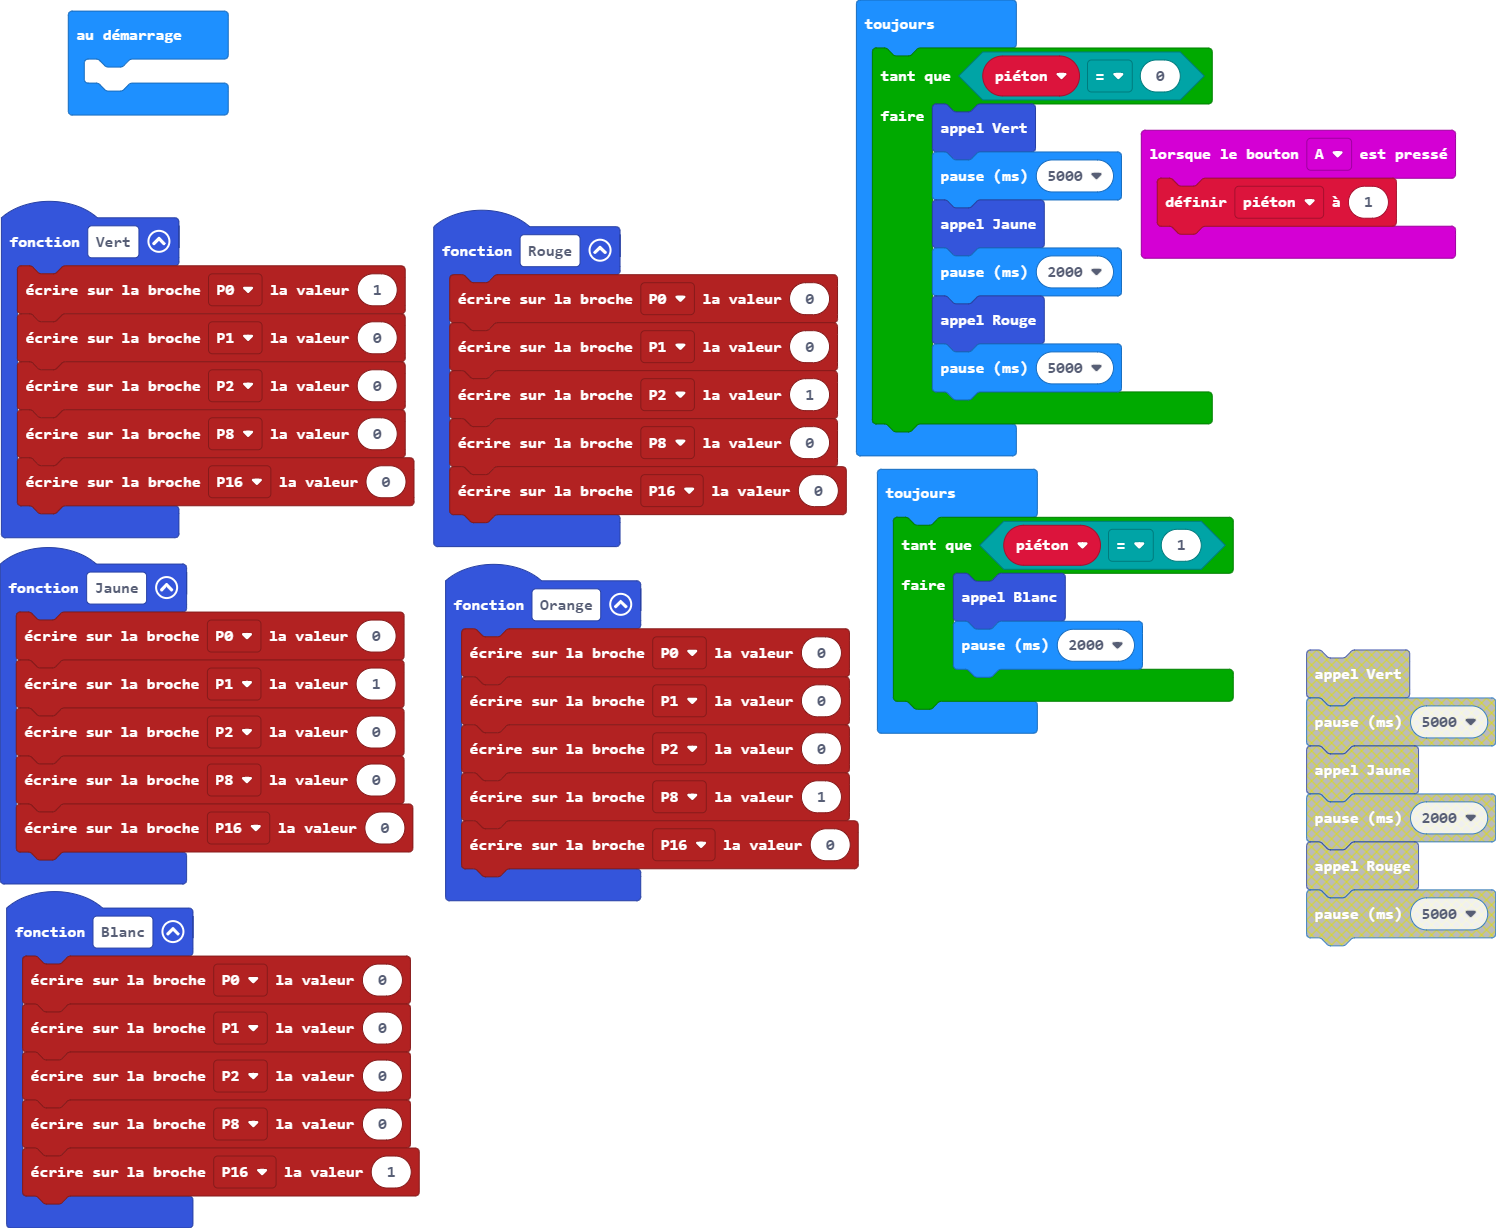 au démarrage
fonction Vert
écrire sur la broche P0 la valeur 1
écrire sur la broche P1 la valeur 0
écrire sur la broche P2 la valeur 0
écrire sur la broche P8 la valeur 0
écrire sur la broche P16 la valeur 0
fonction Jaune
écrire sur la broche P0 la valeur 0
écrire sur la broche P1 la valeur 1
écrire sur la broche P2 la valeur 0
écrire sur la broche P8 la valeur 0
écrire sur la broche P16 la valeur 0
fonction Blanc
écrire sur la broche P0 la valeur 0
écrire sur la broche P1 la valeur 0
écrire sur la broche P2 la valeur 0
écrire sur la broche P8 la valeur 0
écrire sur la broche P16 la valeur 1
fonction Rouge
écrire sur la broche P0 la valeur 0
écrire sur la broche P1 la valeur 0
écrire sur la broche P2 la valeur 1
écrire sur la broche P8 la valeur 0
écrire sur la broche P16 la valeur 0
fonction Orange
écrire sur la broche P0 la valeur 0
écrire sur la broche P1 la valeur 0
écrire sur la broche P2 la valeur 0
écrire sur la broche P8 la valeur 1
écrire sur la broche P16 la valeur 0
toujours
tant que piéton = 0
faire
appel Vert
pause (ms) 5000
appel Jaune
pause (ms) 2000
appel Rouge
pause (ms) 5000
lorsque le bouton A est pressé
définir piéton à 1
toujours
tant que piéton = 1
faire
appel Blanc
pause (ms) 2000
appel Vert
pause (ms) 5000
appel Jaune
pause (ms) 2000
appel Rouge
pause (ms) 5000